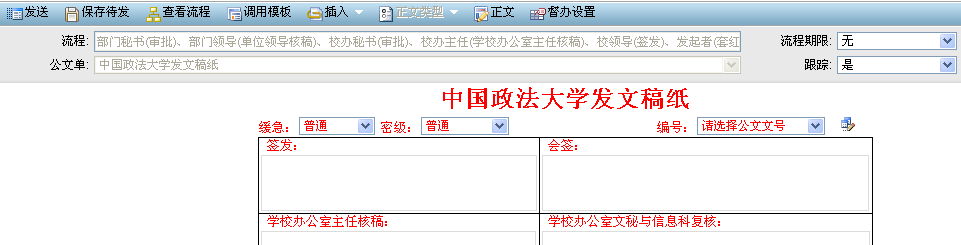 发送 保存待发 查看流程 调用模板 插入 正文类型 正文 督办设置
流程: 部门秘书(审批)、部门领导(单位领导核稿)、校办秘书(审批)、校办主任(学校办公室主任核稿)、校领导(签发)、发起者(套红 流程期限: 无
公文单: 中国政法大学发文稿纸 跟踪: 是
中国政法大学发文稿纸
缓急: 普通 密级: 普通 编号: 请选择公文文号
签发: 会签:
学校办公室主任核稿: 学校办公室文秘与信息科复核: